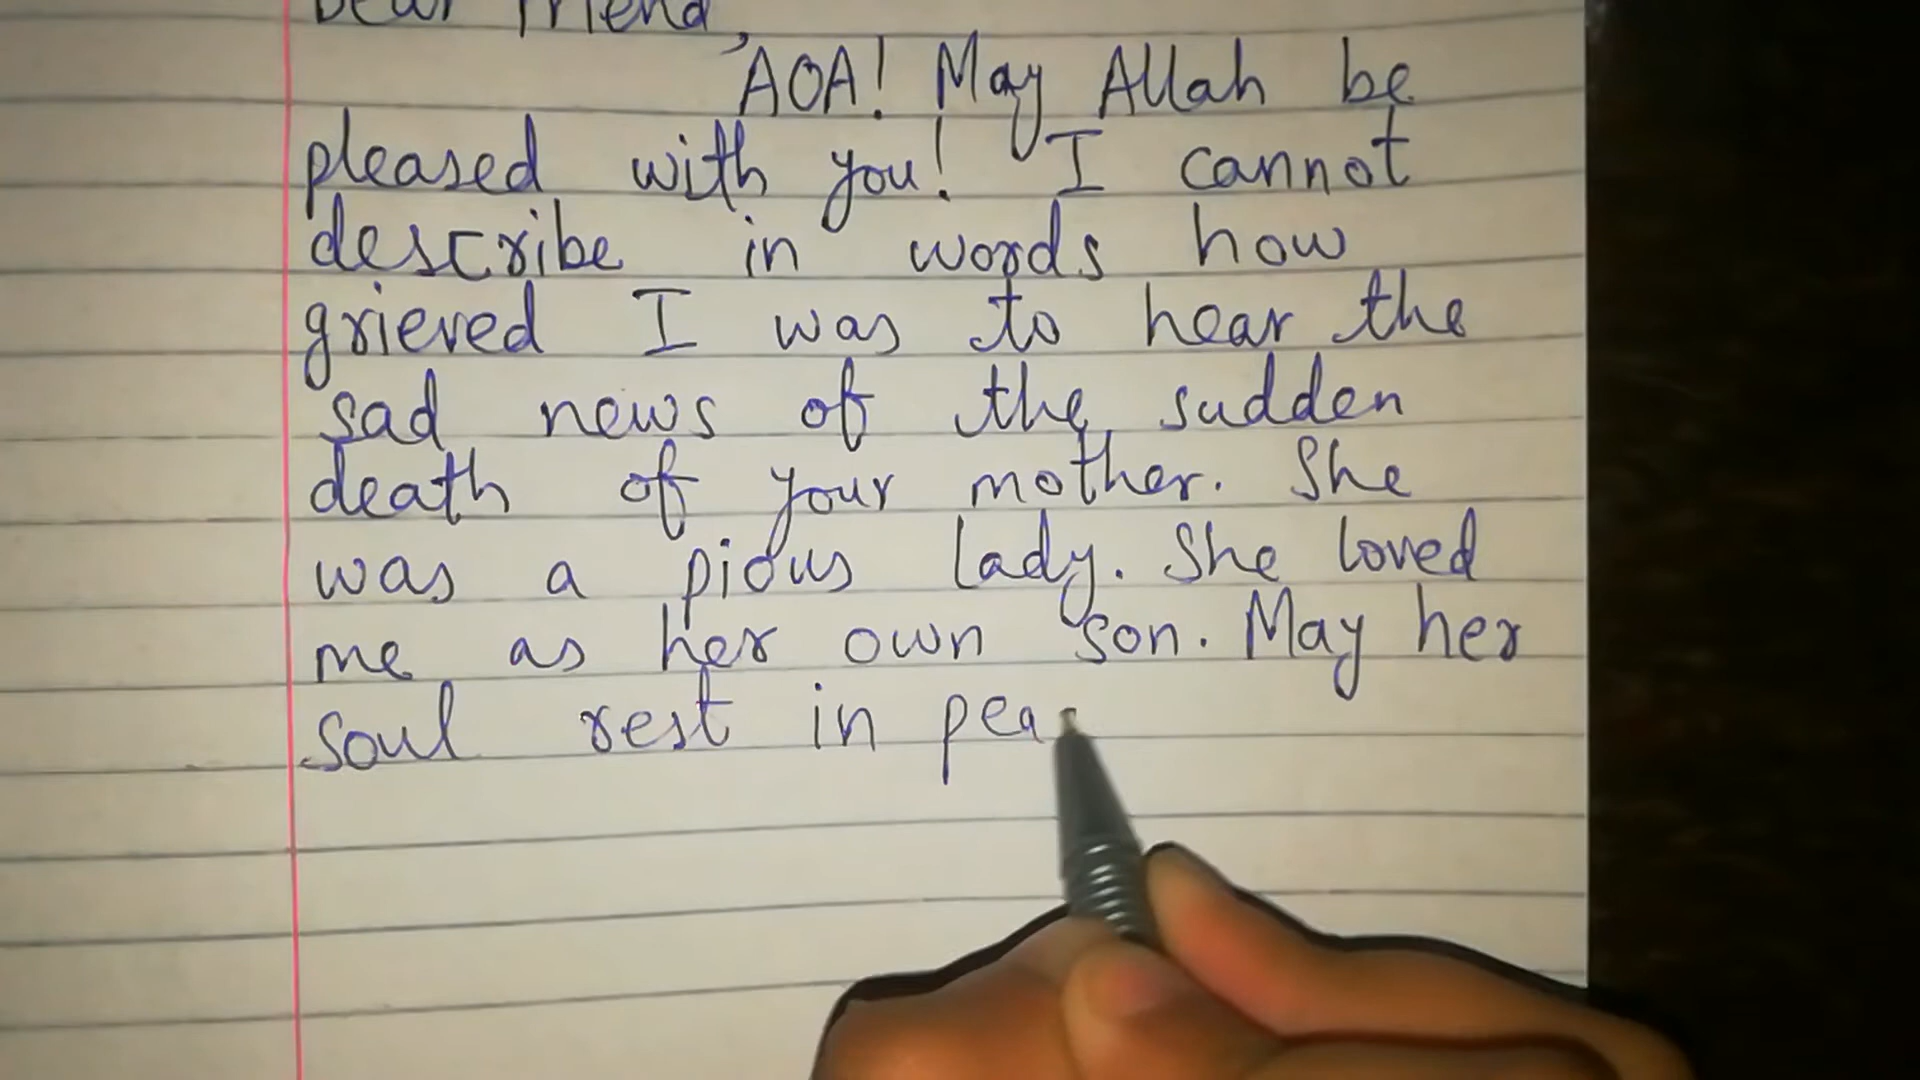 Dear Friend,
AOA! May Allah be
pleased with you! I cannot
describe in words how
grieved I was to hear the
sad news of the sudden
death of your mother. She
was a pious lady. She loved
me as her own son. May her
soul rest in pea